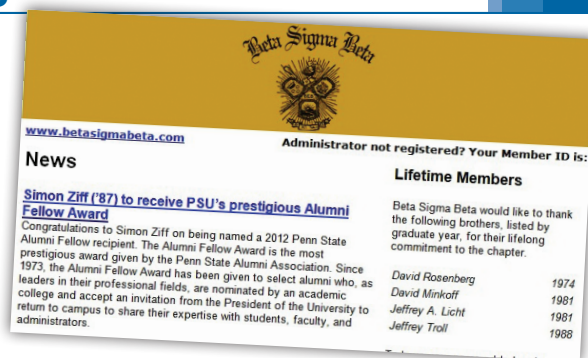 Beta Sigma Beta
www.betasigmabeta.com
Administrator not registered? Your Member ID is:
News
Simon Ziff ('87) to receive PSU's prestigious Alumni
Fellow Award
Congratulations to Simon Ziff on being named a 2012 Penn State
Alumni Fellow recipient. The Alumni Fellow Award is the most
prestigious award given by the Penn State Alumni Association. Since
1973, the Alumni Fellow Award has been given to select alumni who, as
leaders in their professional fields, are nominated by an academic
college and accept an invitation from the President of the University to
return to campus to share their expertise with students, faculty, and
administrators.
Lifetime Members
Beta Sigma Beta would like to thank
the following brothers, listed by
graduate year, for their lifelong
commitment to the chapter.
David Rosenberg 1974
David Minkoff 1981
Jeffrey A. Licht 1981
Jeffrey Troll 1988